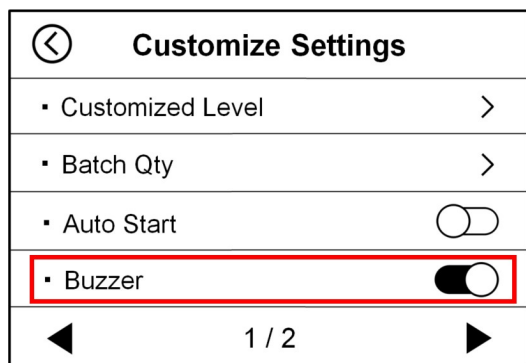 Customize Settings
▪ Customized Level
▪ Batch Qty
▪ Auto Start
▪ Buzzer
1 / 2